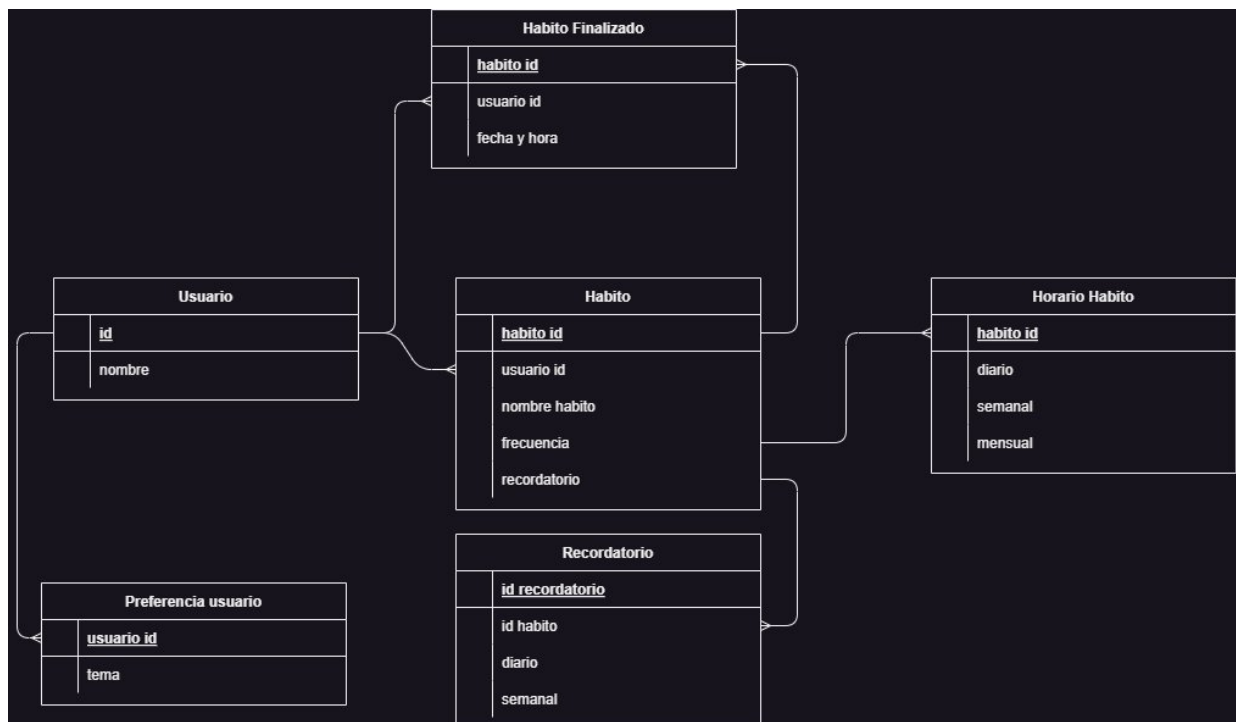 Habito Finalizado
habito id
usuario id
fecha y hora
Usuario
id
nombre
Habito
habito id
usuario id
nombre habito
frecuencia
recordatorio
Horario Habito
habito id
diario
semanal
mensual
Recordatorio
id recordatorio
id habito
diario
semanal
Preferencia usuario
usuario id
tema